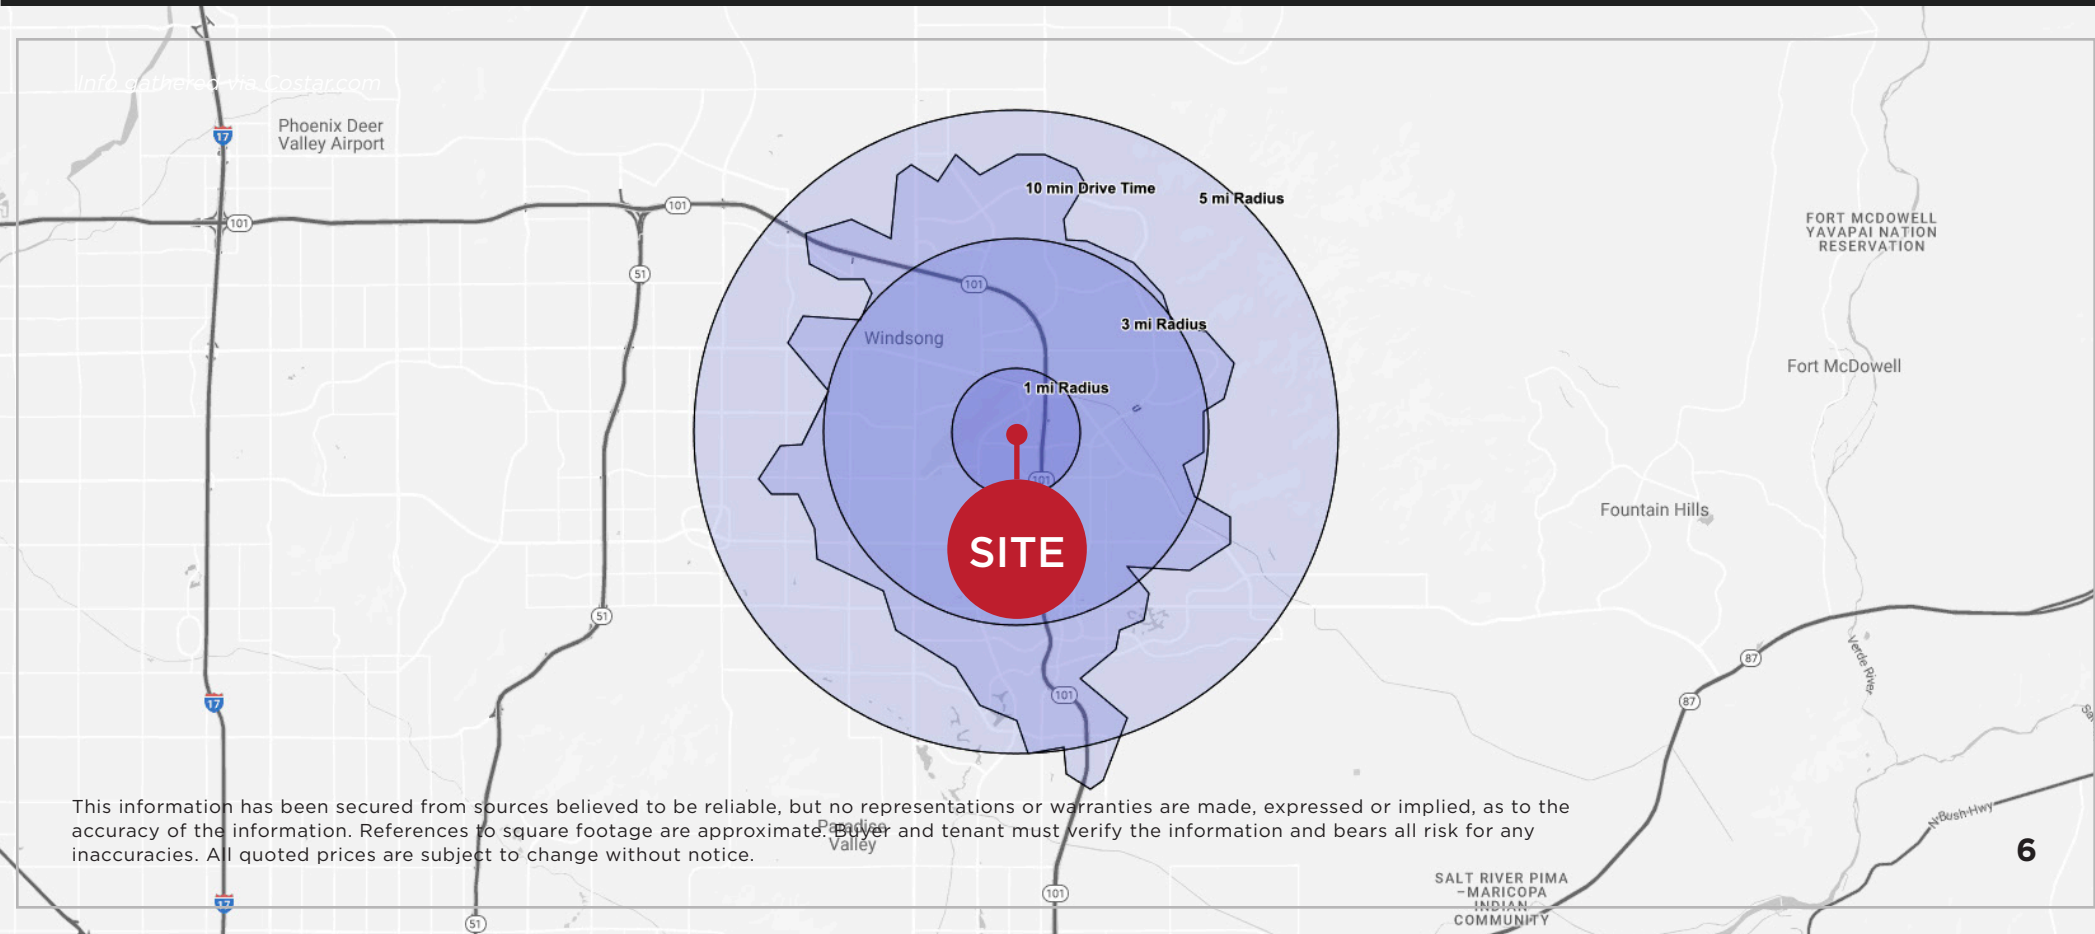 Info gathered via Costar.com
17
Phoenix Deer
Valley Airport
10 min Drive Time
5 mi Radius
101
101
FORT MCDOWELL
YAVAPAI NATION
RESERVATION
51
101
3 mi Radius
Windsong
Fort McDowell
1 mi Radius
101
Fountain Hills
SITE
51
87
Verde River
101
17
87
This information has been secured from sources believed to be reliable, but no representations or warranties are made, expressed or implied, as to the
accuracy of the information. References to square footage are approximate. Buyer and tenant must verify the information and bears all risk for any
inaccuracies. All quoted prices are subject to change without notice.
Paradise
Valley
N Bush Hwy
6
SALT RIVER PIMA
–MARICOPA
INDIAN
COMMUNITY
101
17
51